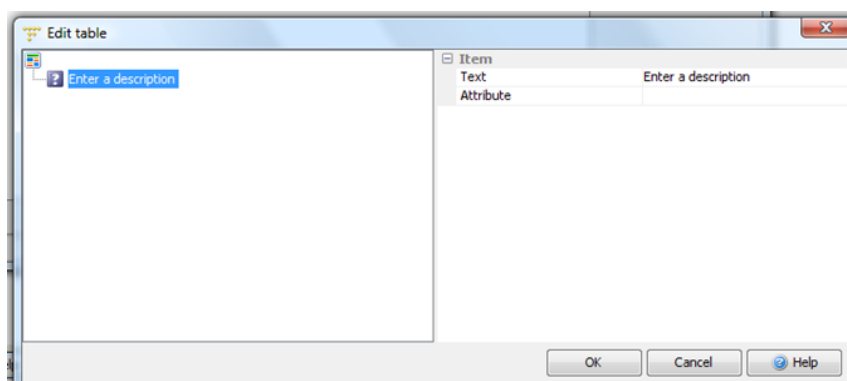 Edit table
Enter a description
Item
Text Enter a description
Attribute
OK Cancel Help